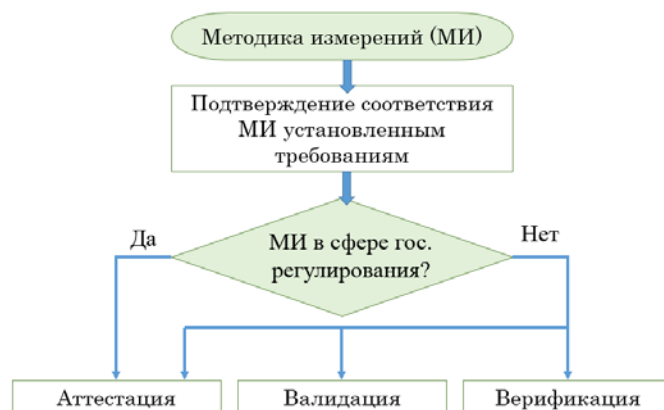 Методика измерений (МИ)
Подтверждение соответствия
МИ установленным
требованиям
Да
МИ в сфере гос.
регулирования?
Нет
Аттестация
Валидация
Верификация